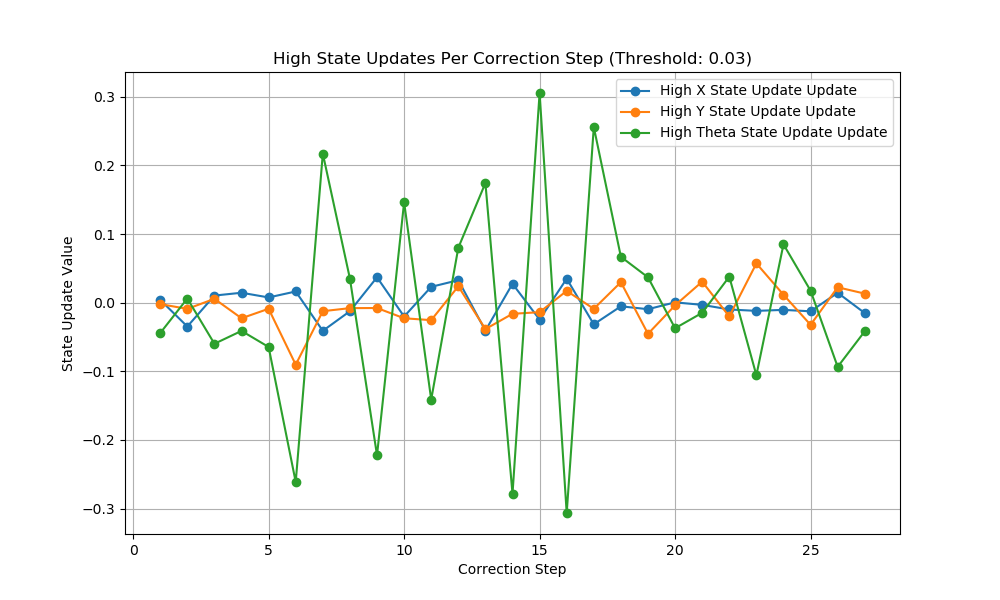 High State Updates Per Correction Step (Threshold: 0.03)
High X State Update Update
High Y State Update Update
High Theta State Update Update
State Update Value
0.3
0.2
0.1
0.0
−0.1
−0.2
−0.3
0 5 10 15 20 25
Correction Step